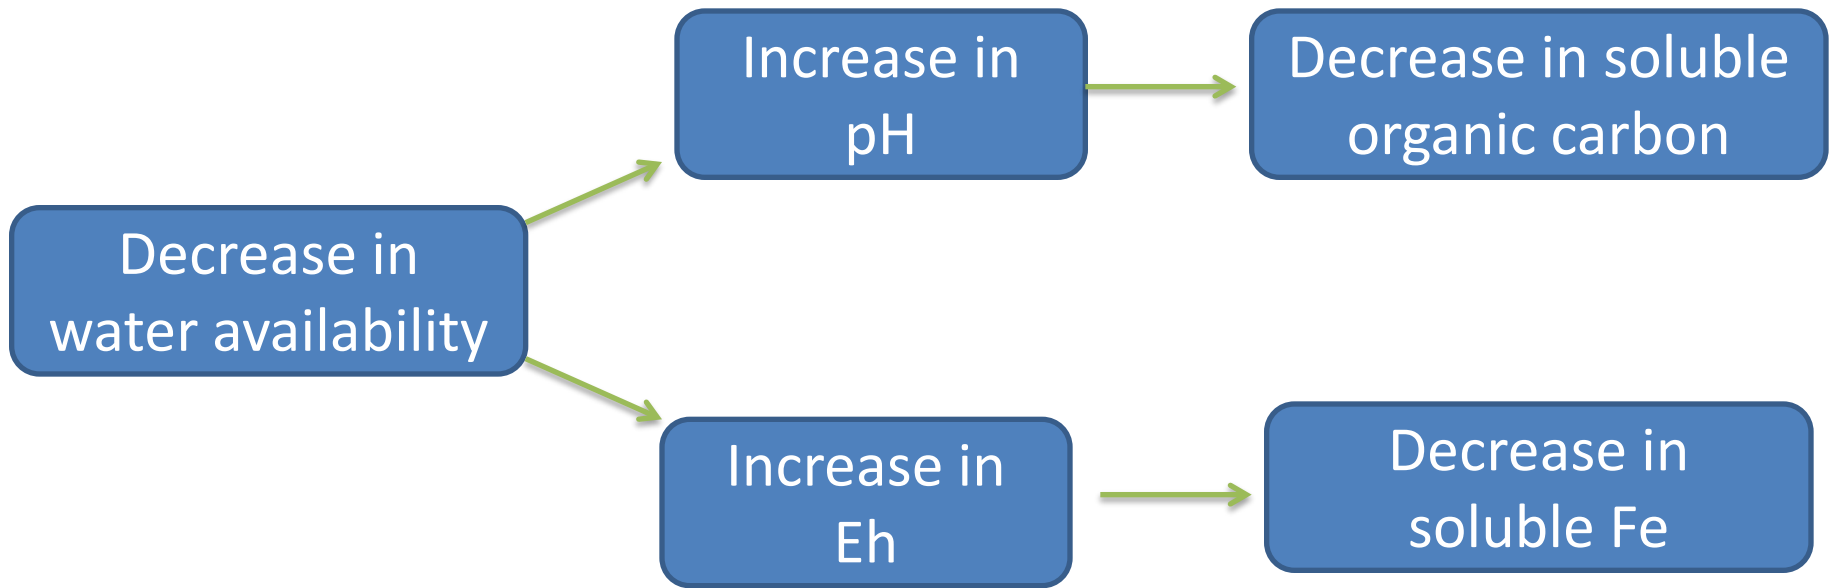 Increase in
pH
Decrease in soluble
organic carbon
Decrease in
water availability
Increase in
Eh
Decrease in
soluble Fe